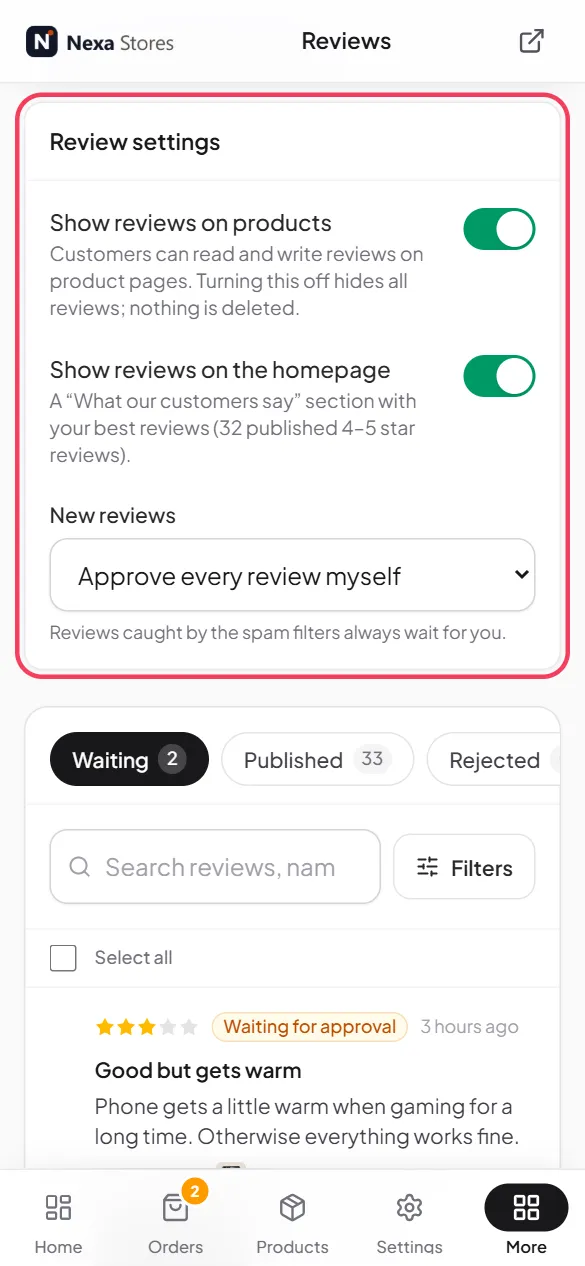 N Nexa Stores
Reviews
Review settings
Show reviews on products
Customers can read and write reviews on
product pages. Turning this off hides all
reviews; nothing is deleted.
Show reviews on the homepage
A “What our customers say” section with
your best reviews (32 published 4–5 star
reviews).
New reviews
Approve every review myself
Reviews caught by the spam filters always wait for you.
Waiting 2
Published 33
Rejected
Search reviews, nam
Filters
Select all
Waiting for approval 3 hours ago
Good but gets warm
Phone gets a little warm when gaming for a
long time. Otherwise everything works fine.
2
Home Orders Products Settings More